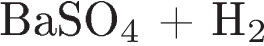 BaSO₄ + H₂